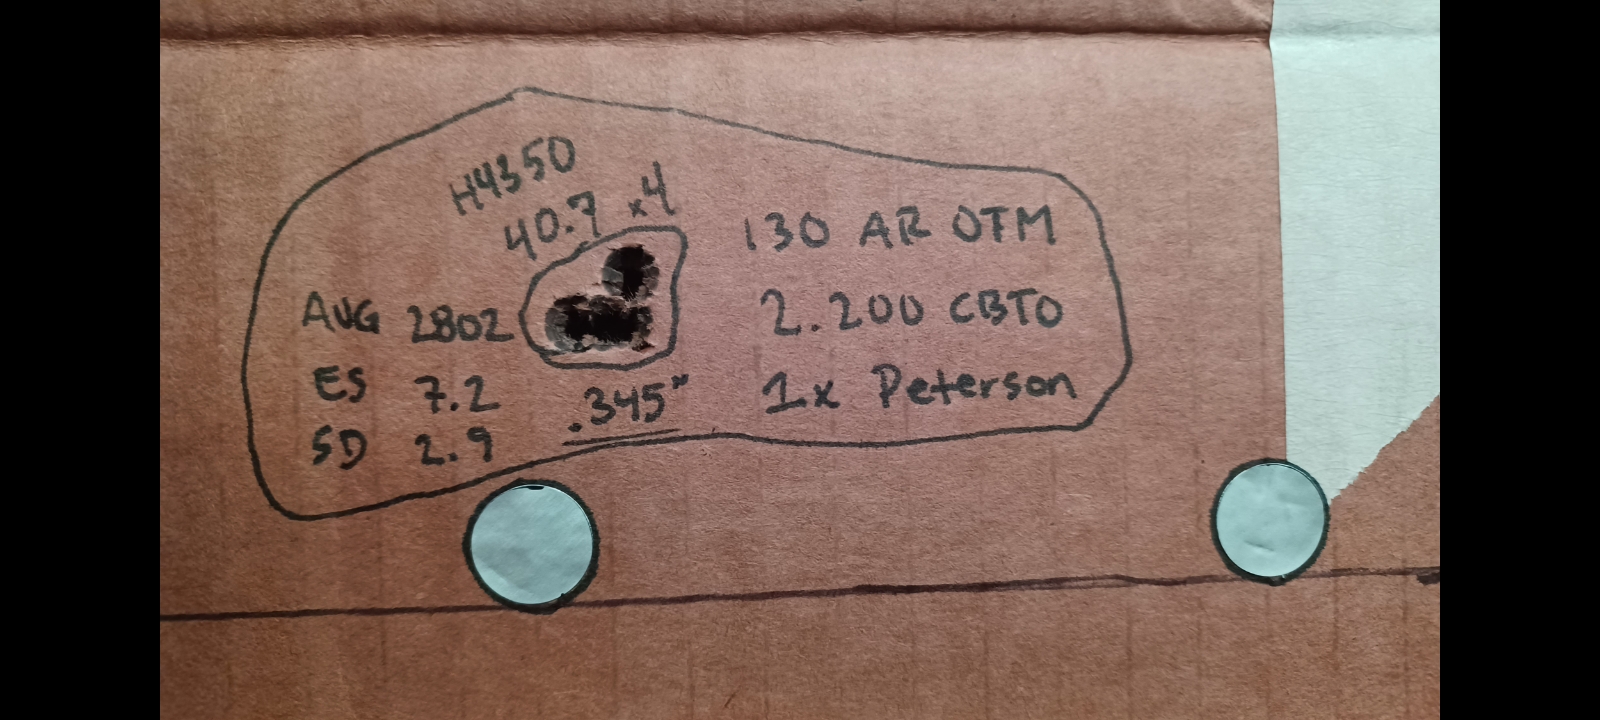 H4350
40.7 x4
AVG 2802
ES 7.2
SD 2.9
.345"
130 AR OTM
2.200 CBTO
1x Peterson